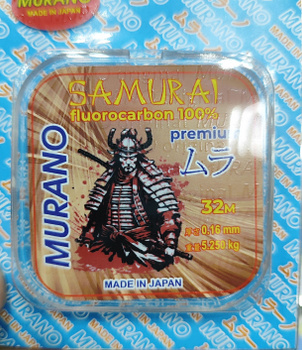 MURANO
MADE IN JAPAN
SAMURAI
fluorocarbon 100%
premium
ムラ
MURANO
32м
0,16 mm
5.250.kg
MADE IN JAPAN